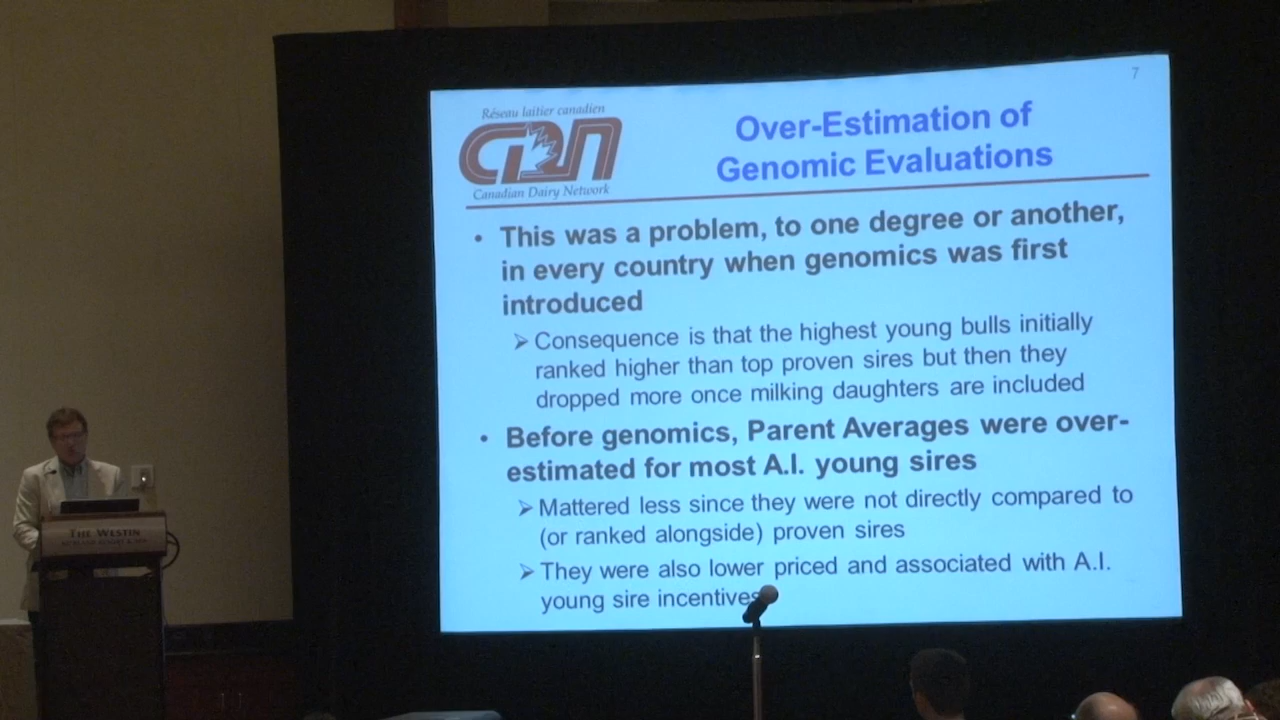 7
Réseau laitier canadien
CDN
Canadian Dairy Network
Over-Estimation of
Genomic Evaluations
• This was a problem, to one degree or another,
in every country when genomics was first
introduced
➢ Consequence is that the highest young bulls initially
ranked higher than top proven sires but then they
dropped more once milking daughters are included
• Before genomics, Parent Averages were over-
estimated for most A.I. young sires
➢ Mattered less since they were not directly compared to
(or ranked alongside) proven sires
➢ They were also lower priced and associated with A.I.
young sire incentives
THE WESTIN